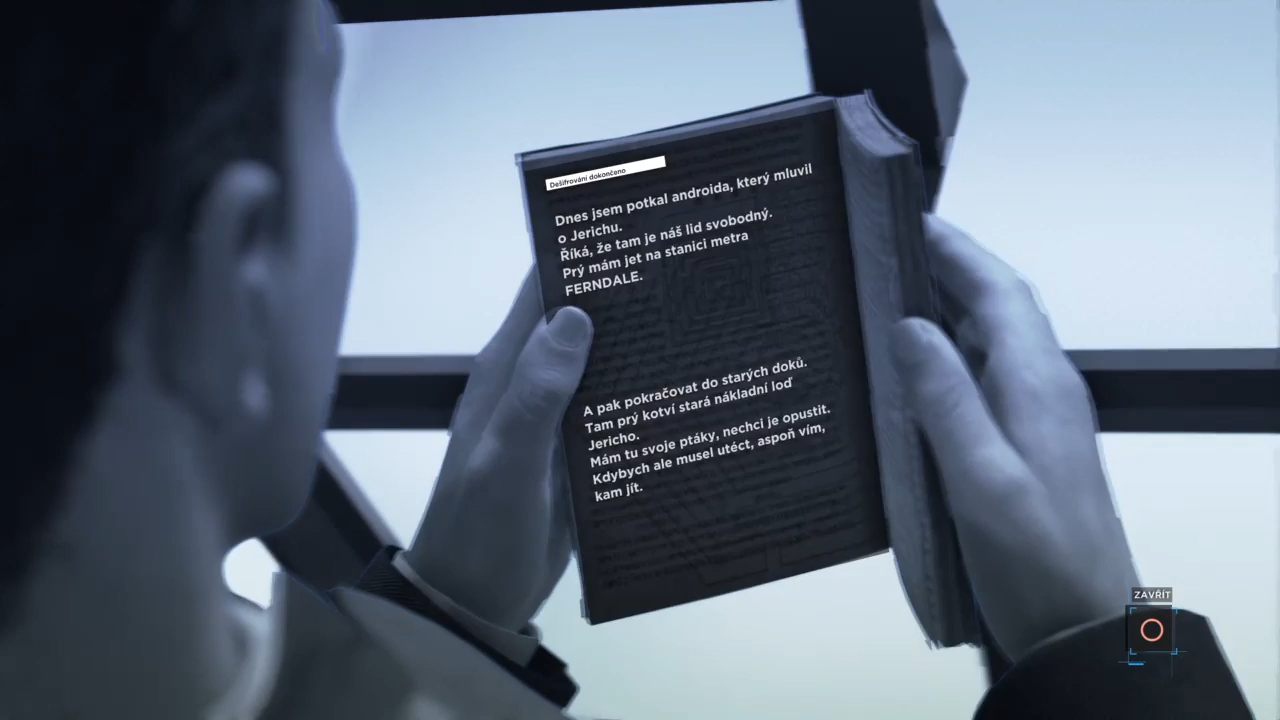 Dešifrování dokončeno
Dnes jsem potkal androida, který mluvil
o Jerichu.
Říká, že tam je náš lid svobodný.
Prý mám jet na stanici metra
FERNDALE.
A pak pokračovat do starých doků.
Tam prý kotví stará nákladní loď
Jericho.
Mám tu svoje ptáky, nechci je opustit.
Kdybych ale musel utéct, aspoň vím,
kam jít.
ZAVŘÍT